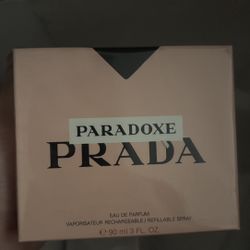 PARADOXE
PRADA
EAU DE PARFUM
VAPORISATEUR RECHARGEABLE / REFILLABLE SPRAY
℮ 90 ml 3 FL. OZ.